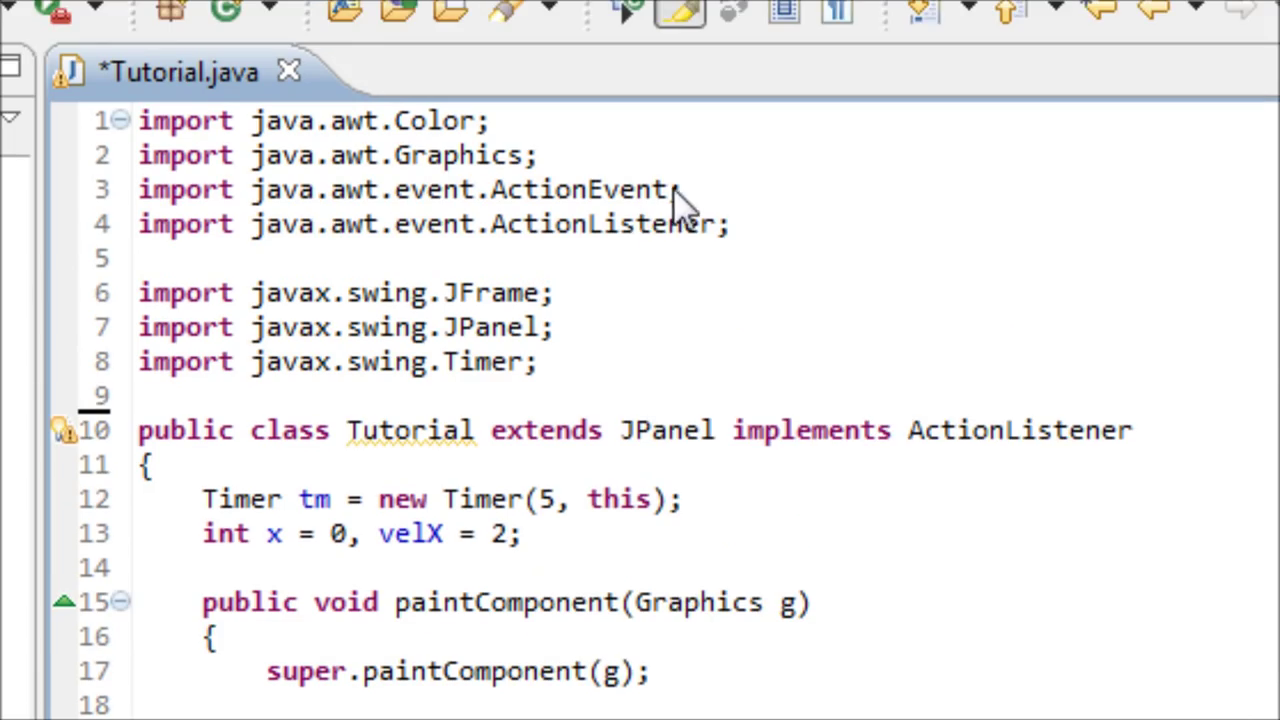 *Tutorial.java
1 import java.awt.Color;
2 import java.awt.Graphics;
3 import java.awt.event.ActionEvent;
4 import java.awt.event.ActionListener;
5
6 import javax.swing.JFrame;
7 import javax.swing.JPanel;
8 import javax.swing.Timer;
9
10 public class Tutorial extends JPanel implements ActionListener
11 {
12 Timer tm = new Timer(5, this);
13 int x = 0, velX = 2;
14
15 public void paintComponent(Graphics g)
16 {
17 super.paintComponent(g);
18